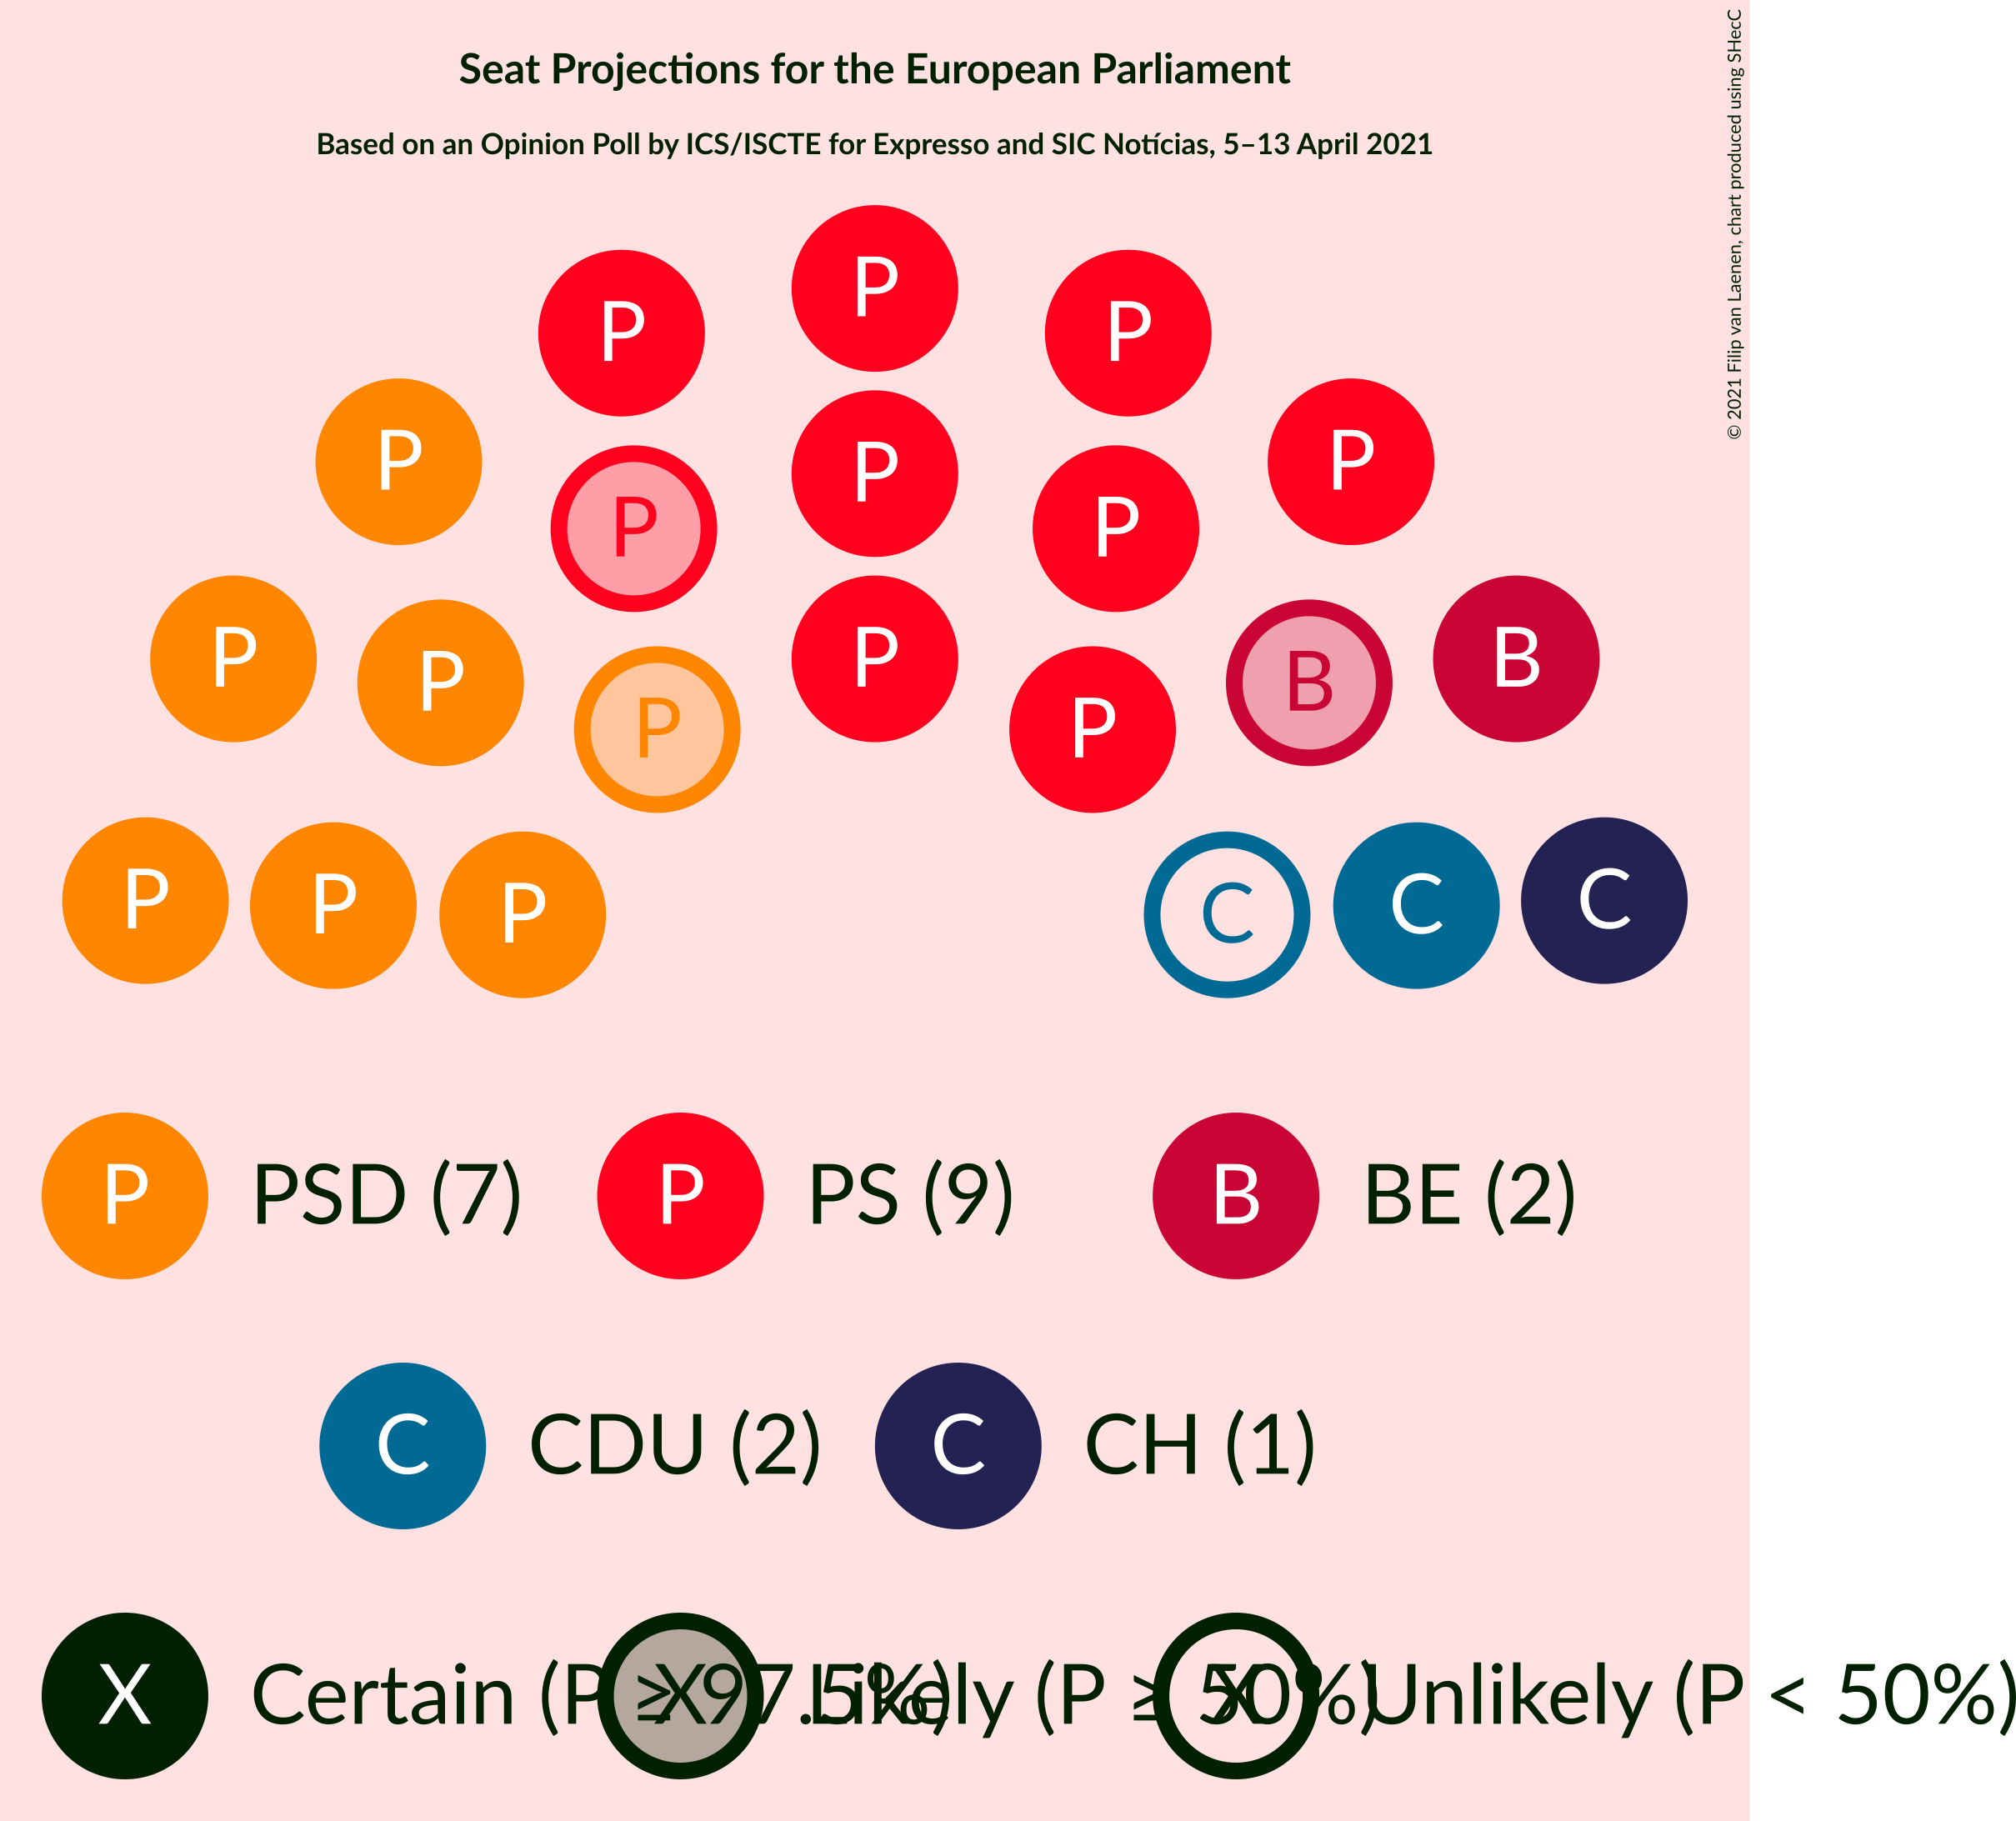 Seat Projections for the European Parliament
Based on an Opinion Poll by ICS/ISCTE for Expresso and SIC Notícias, 5–13 April 2021
© 2021 Filip van Laenen, chart produced using SHecC
P
P P
P P
P
P P
P B
P P
P P
B
P P
P P P
C C C
P PSD (7) P PS (9) B BE (2)
C CDU (2) C CH (1)
X Certain (P ≥ 97.5%) X Likely (P ≥ 50%) X Unlikely (P < 50%)